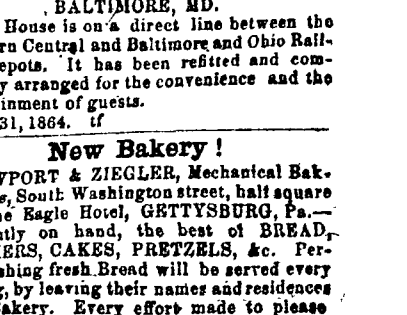 BALTIMORE, MD.
House is on a direct line between the
rn Central and Baltimore and Ohio Rail-
epots. It has been refitted and com-
y arranged for the convenience and the
inment of guests.
31, 1864. tf
New Bakery !
WPORT & ZIEGLER, Mechanical Bak-
s, South Washington street, half square
he Eagle Hotel, GETTYSBURG, Pa.—
ntly on hand, the best of BREAD,
ERS, CAKES, PRETZELS, &c. Per-
shing fresh Bread will be served every
g, by leaving their names and residences
akery. Every effort made to please